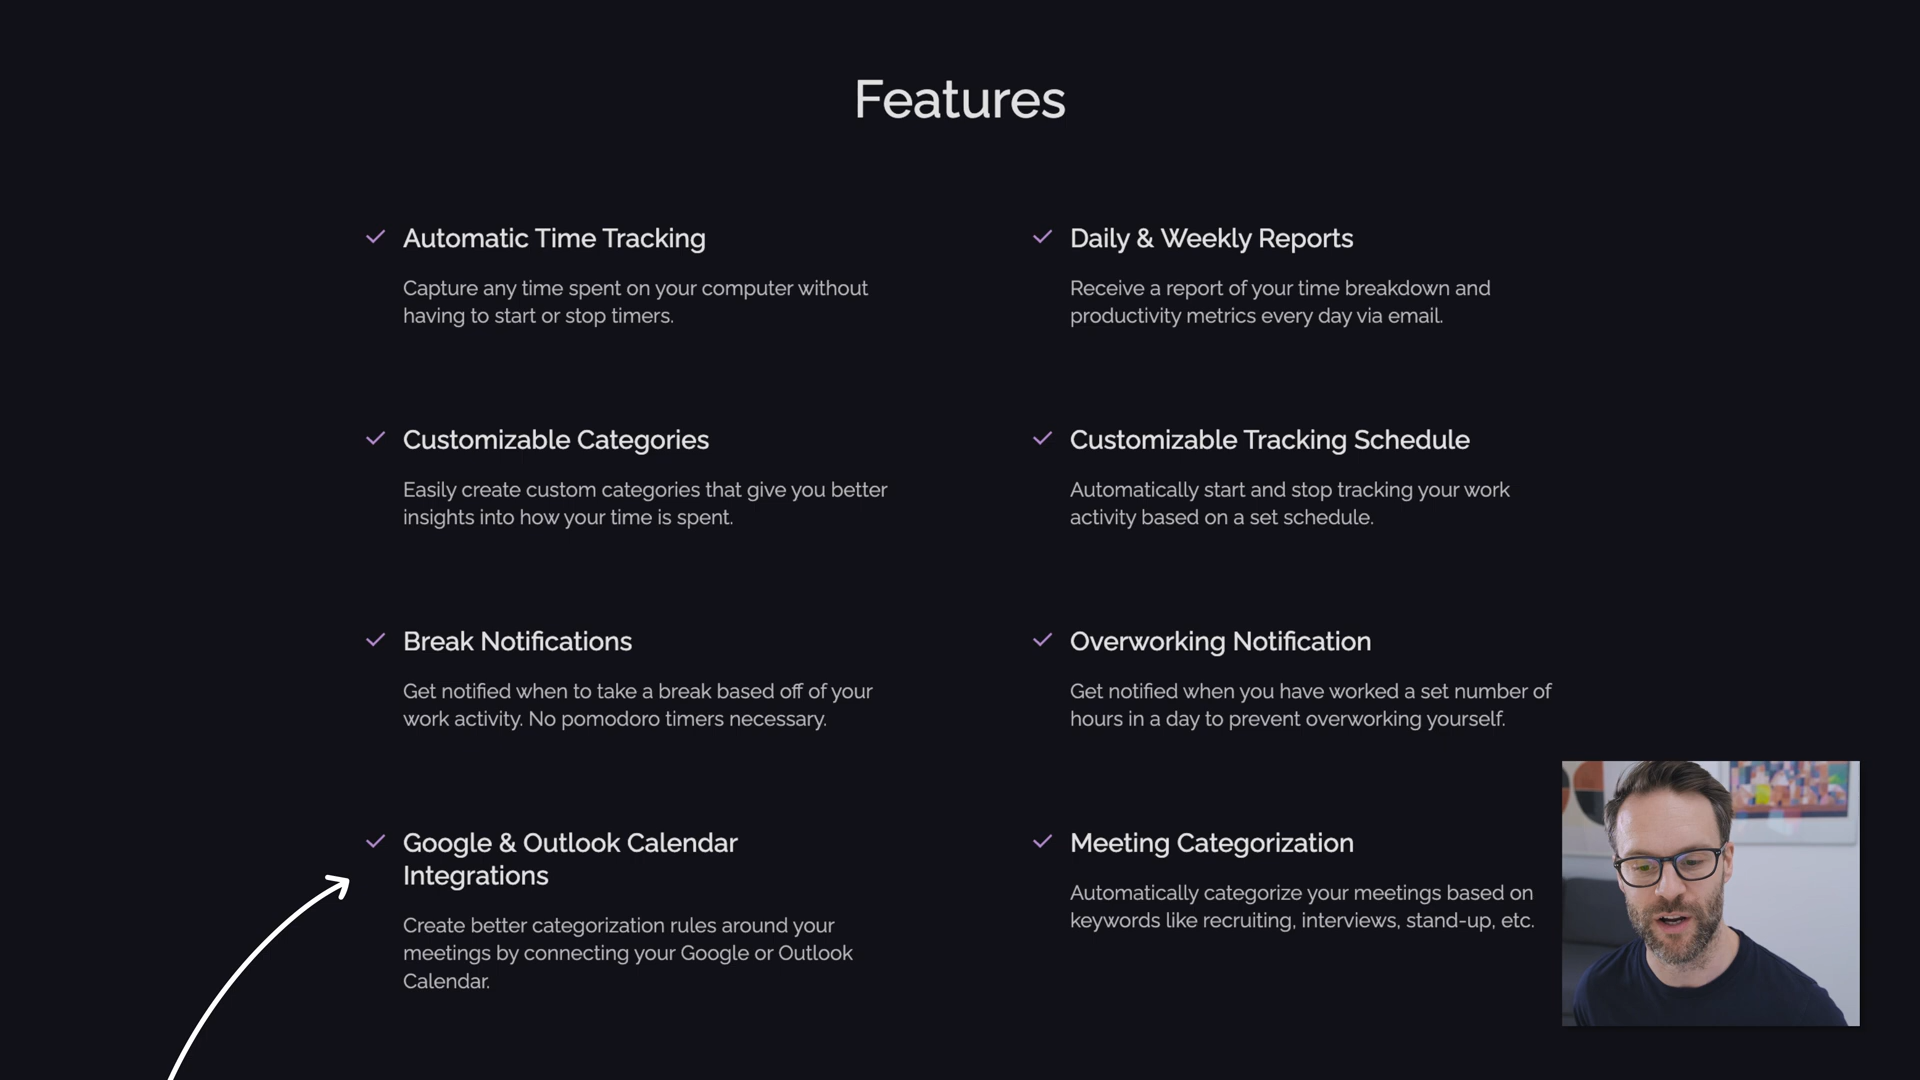 Features
Automatic Time Tracking
Capture any time spent on your computer without
having to start or stop timers.
Daily & Weekly Reports
Receive a report of your time breakdown and
productivity metrics every day via email.
Customizable Categories
Easily create custom categories that give you better
insights into how your time is spent.
Customizable Tracking Schedule
Automatically start and stop tracking your work
activity based on a set schedule.
Break Notifications
Get notified when to take a break based off of your
work activity. No pomodoro timers necessary.
Overworking Notification
Get notified when you have worked a set number of
hours in a day to prevent overworking yourself.
Google & Outlook Calendar
Integrations
Create better categorization rules around your
meetings by connecting your Google or Outlook
Calendar.
Meeting Categorization
Automatically categorize your meetings based on
keywords like recruiting, interviews, stand-up, etc.